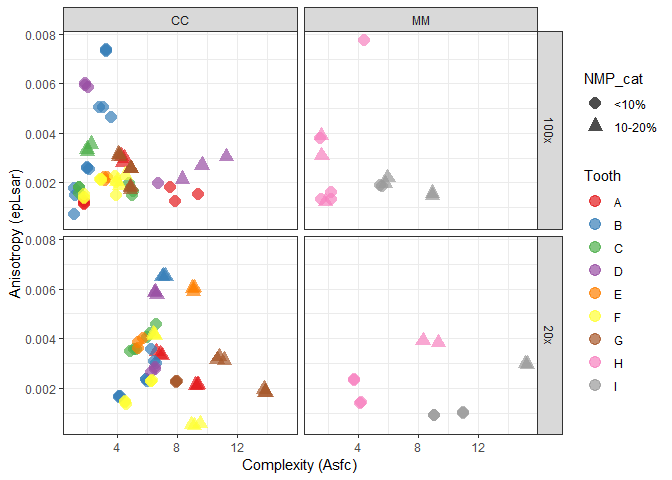 CC
MM
0.008
0.006
0.004
0.002
100x
0.008
0.006
0.004
0.002
20x
4
8
12
4
8
12
Complexity (Asfc)
Anisotropy (epLsar)
NMP_cat
<10%
10-20%
Tooth
A
B
C
D
E
F
G
H
I